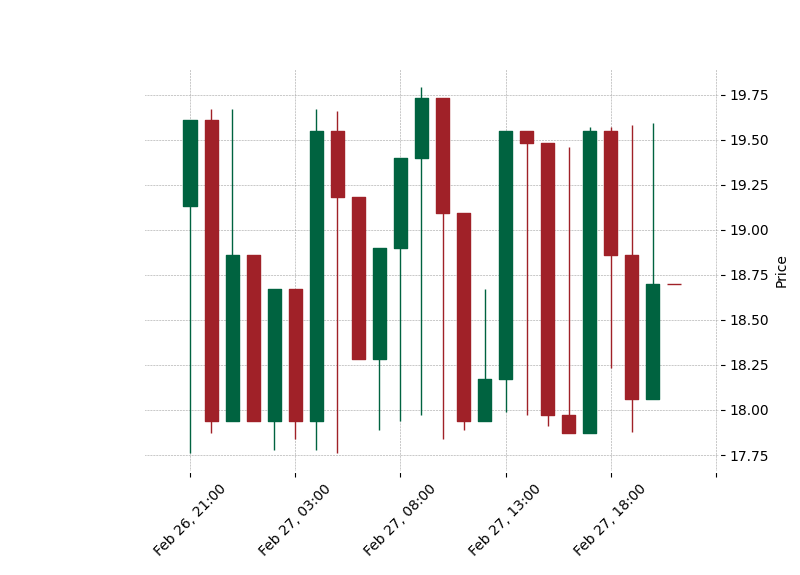 19.75
19.50
19.25
19.00
18.75
18.50
18.25
18.00
17.75
Price
Feb 26, 21:00
Feb 27, 03:00
Feb 27, 08:00
Feb 27, 13:00
Feb 27, 18:00